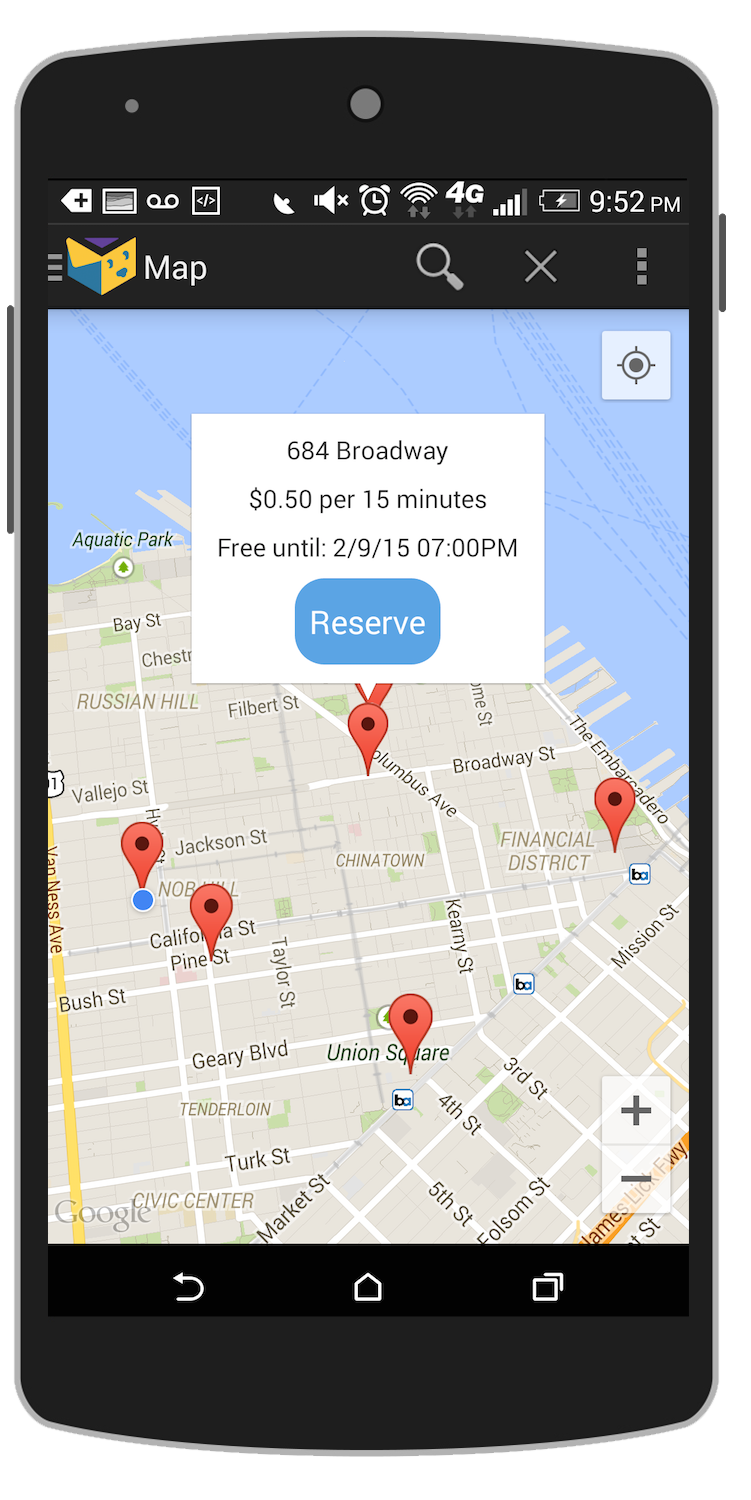 4G
9:52 PM
Map
684 Broadway
$0.50 per 15 minutes
Free until: 2/9/15 07:00PM
Reserve
Aquatic Park
Bay St
Chestn
RUSSIAN HILL
Filbert St
ome St
The Embarcadero
olumbus Ave
Broadway St
Vallejo St
Jackson St
CHINATOWN
FINANCIAL
DISTRICT
NOB HILL
Van Ness Ave
California St
Pine St
Taylor St
Kearny St
Mission St
Bush St
Geary Blvd
Union Square
3rd St
4th St
TENDERLOIN
Turk St
5th St
Folsom St
Market St
CIVIC CENTER
Google
James Lick Fwy
t St